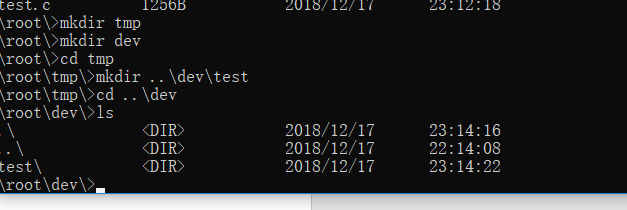 test.c 1256B 2018/12/17 23:12:18
\root\>mkdir tmp
\root\>mkdir dev
\root\>cd tmp
\root\tmp\>mkdir ..\dev\test
\root\tmp\>cd ..\dev
\root\dev\>ls
.\ <DIR> 2018/12/17 23:14:16
..\ <DIR> 2018/12/17 22:14:08
test\ <DIR> 2018/12/17 23:14:22
\root\dev\>